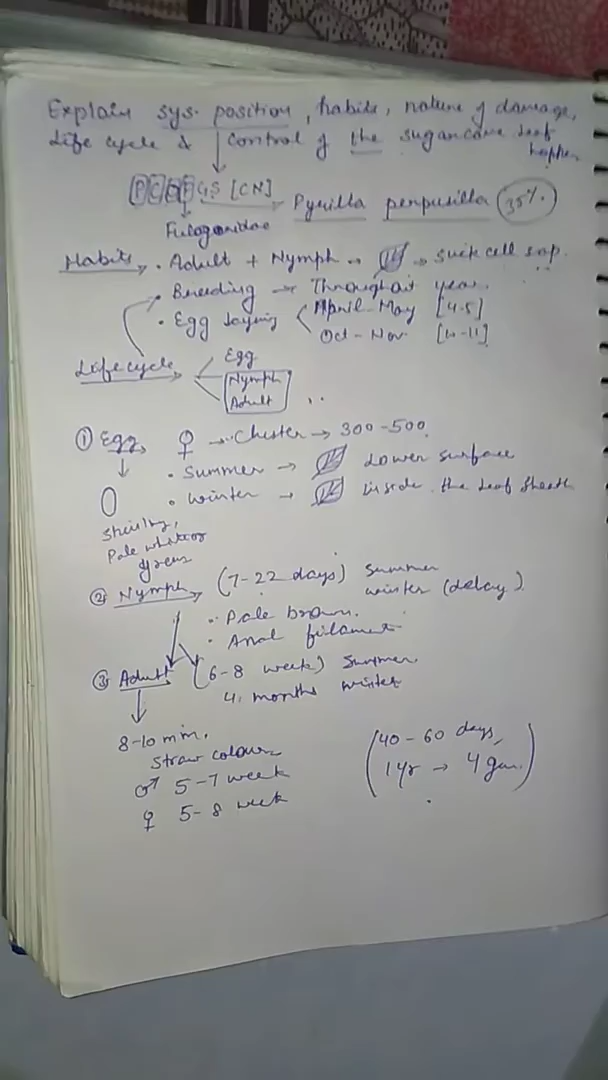 Explain sys. position, habits, nature of damage,
Life cycle & control of the sugarcane leaf
hopper
PCOFGS [CN] → Pyrilla perpusilla 35%.
Fulgoridae
Habits → • Adult + Nymph → → suck cell sap.
• Breeding → Throughout year.
• Egg laying < April-May [4-5]
Oct-Nov [10-11]
Lifecycle Egg
Nymph
Adult
① Egg → ♀ → Cluster → 300-500.
• Summer → Lower surface
• winter → inside the leaf sheath
Pale whitish
green
② Nymph → (7-22 days) Summer
winter (delay)
• Pale brown.
• Anal filament
③ Adult (6-8 week) Summer
4 months winter
8-10 mm.
Straw colour
♂ 5-7 week
♀ 5-8 week
(40-60 days,
1 yr → 4 gen.)